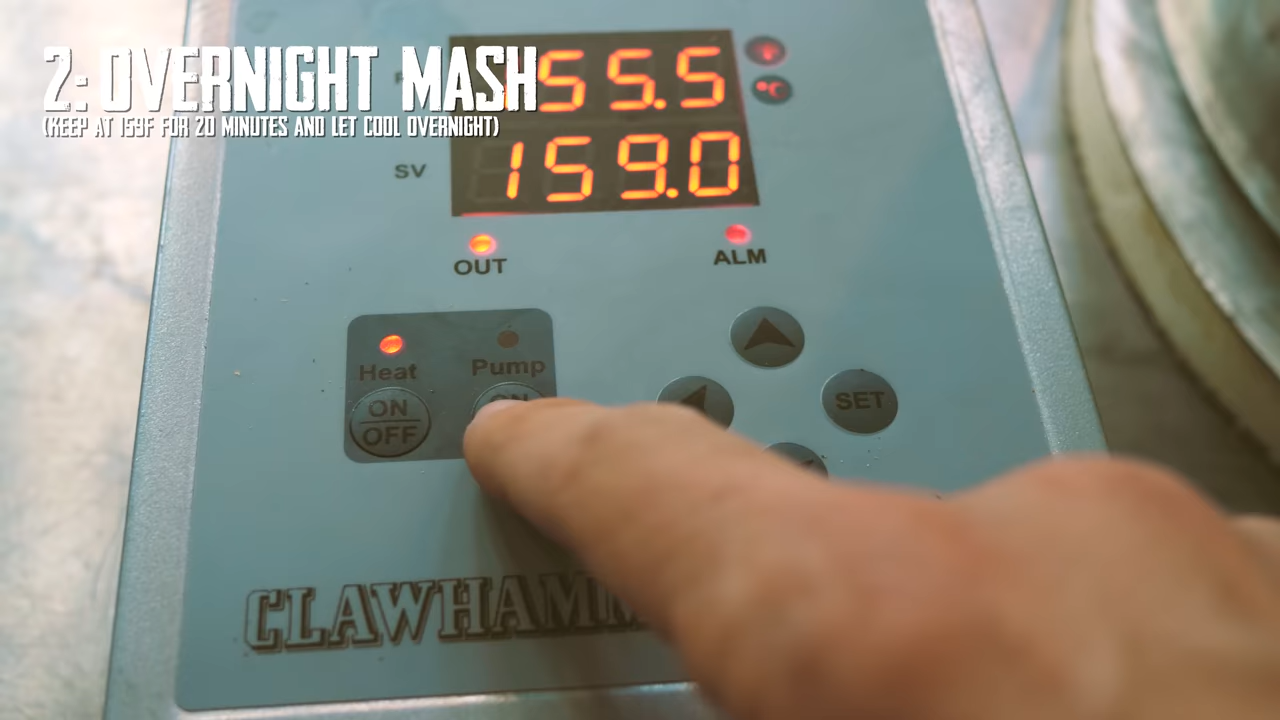 2: OVERNIGHT MASH
(KEEP AT 159F FOR 20 MINUTES AND LET COOL OVERNIGHT)
55.5
°C
SV
159.0
OUT
ALM
Heat
Pump
ON
OFF
ON
SET
CLAWHAMM